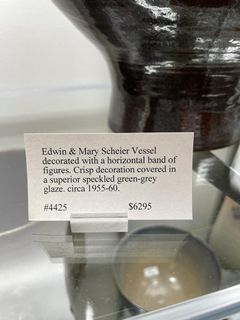 Edwin & Mary Scheier Vessel
decorated with a horizontal band of
figures. Crisp decoration covered in
a superior speckled green-grey
glaze. circa 1955-60.
#4425 $6295